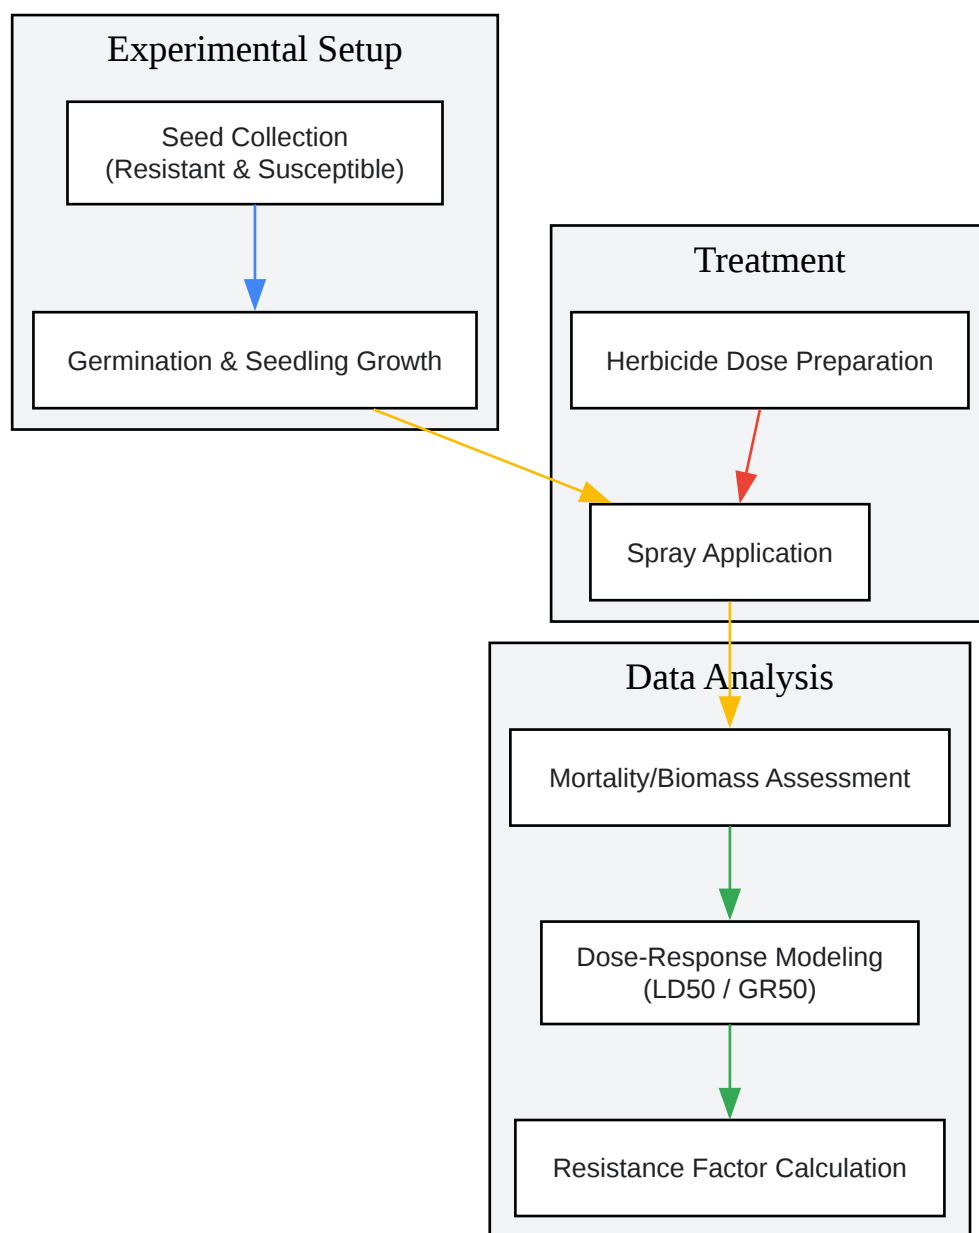 Experimental Setup
Seed Collection
(Resistant & Susceptible)
Germination & Seedling Growth
Treatment
Herbicide Dose Preparation
Spray Application
Data Analysis
Mortality/Biomass Assessment
Dose-Response Modeling
(LD50 / GR50)
Resistance Factor Calculation